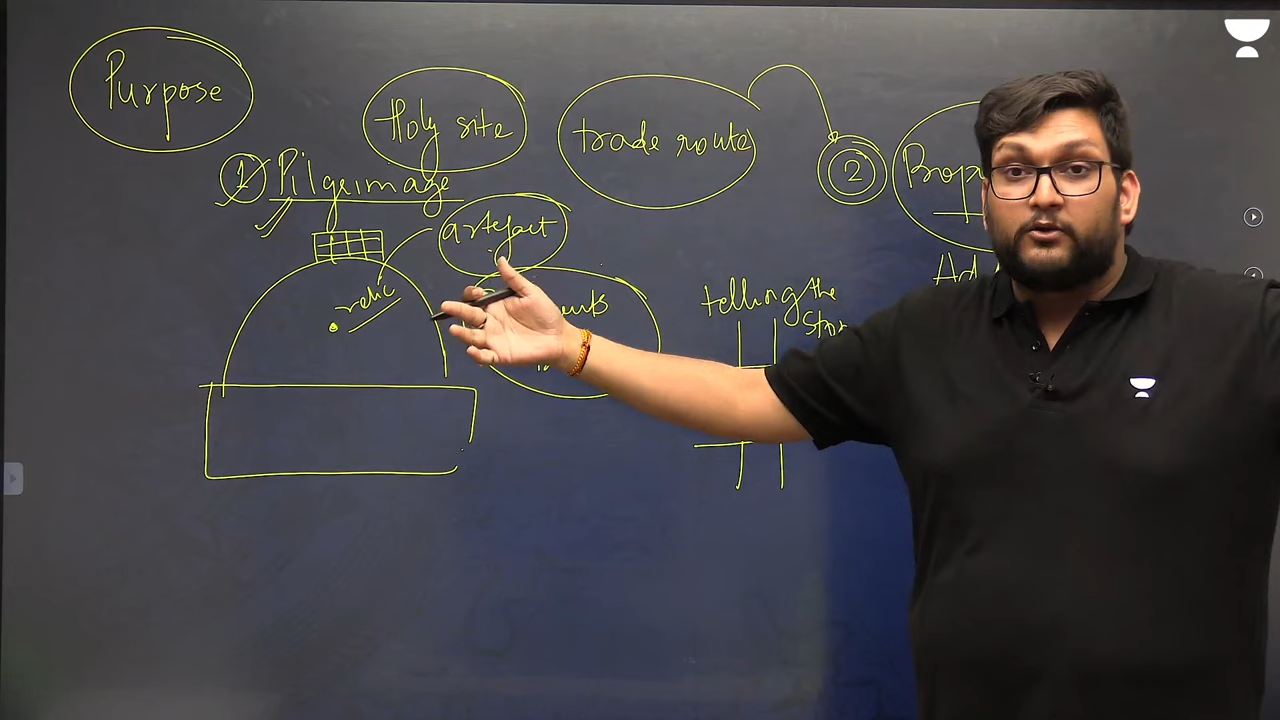 Purpose
Holy site
trade route
2
1 Pilgrimage
artefact
relic
telling the